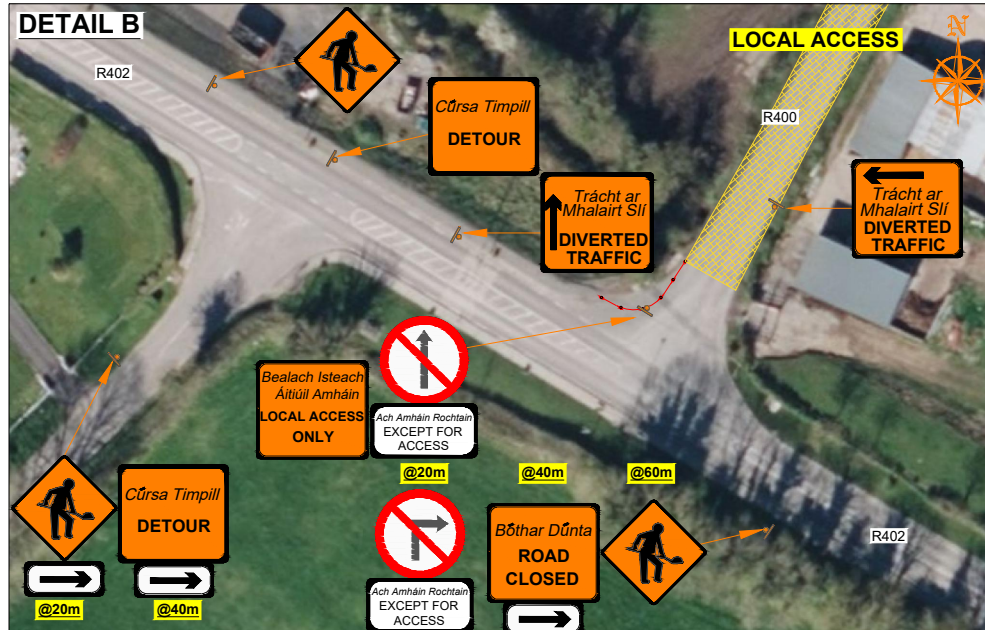 DETAIL B
LOCAL ACCESS
N
R402
R400
Cúrsa Timpill
DETOUR
Trácht ar
Mhalairt Slí
DIVERTED
TRAFFIC
Trácht ar
Mhalairt Slí
DIVERTED
TRAFFIC
Bealach Isteach
Áitiúil Amháin
LOCAL ACCESS
ONLY
Ach Amháin Rochtain
EXCEPT FOR
ACCESS
@20m
@40m
@60m
Cúrsa Timpill
DETOUR
@20m
@40m
Ach Amháin Rochtain
EXCEPT FOR
ACCESS
Bóthar Dúnta
ROAD
CLOSED
R402